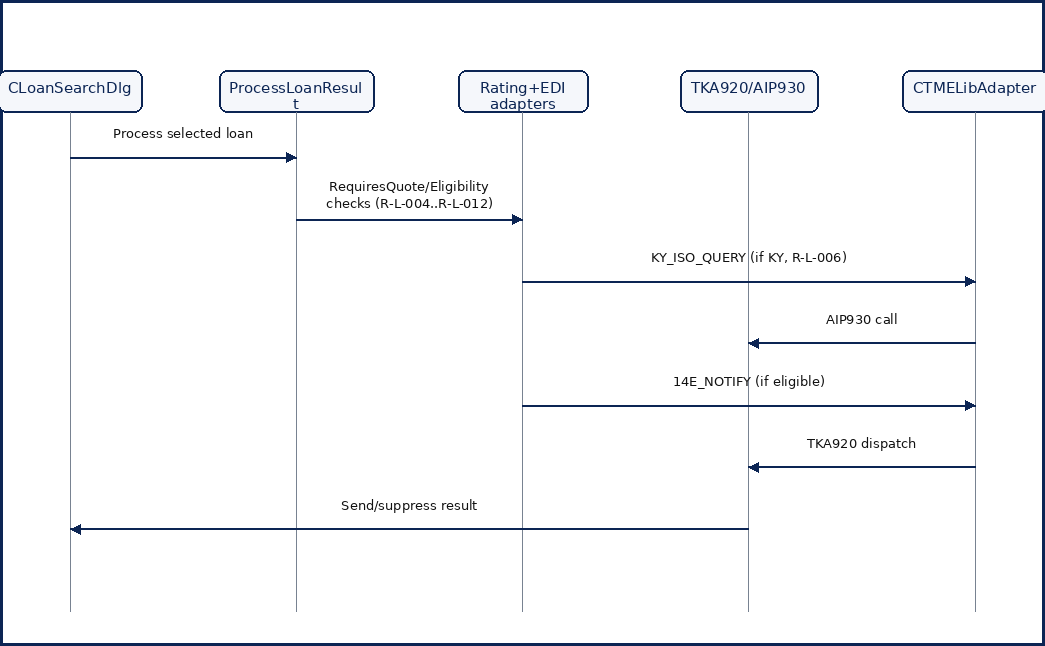 CLoanSearchDlg
ProcessLoanResul
t
Rating+EDI
adapters
TKA920/AIP930
CTMELibAdapter
Process selected loan
RequiresQuote/Eligibility
checks (R-L-004..R-L-012)
KY_ISO_QUERY (if KY, R-L-006)
AIP930 call
14E_NOTIFY (if eligible)
TKA920 dispatch
Send/suppress result